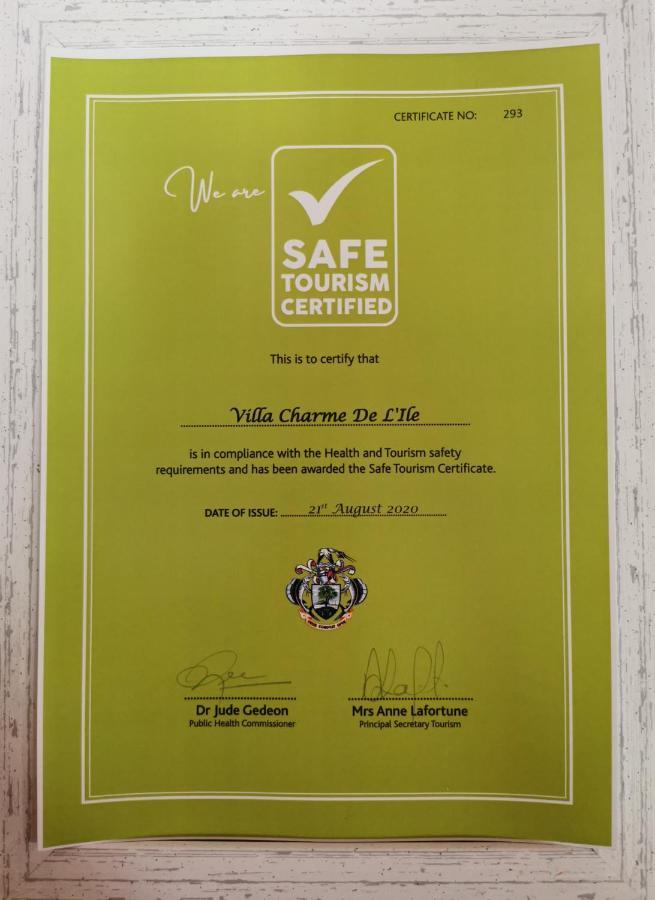 CERTIFICATE NO: 293
We are
SAFE
TOURISM
CERTIFIED
This is to certify that
Villa Charme De L'Ile
is in compliance with the Health and Tourism safety
requirements and has been awarded the Safe Tourism Certificate.
DATE OF ISSUE: 21st August 2020
Dr Jude Gedeon Mrs Anne Lafortune
Public Health Commissioner Principal Secretary Tourism